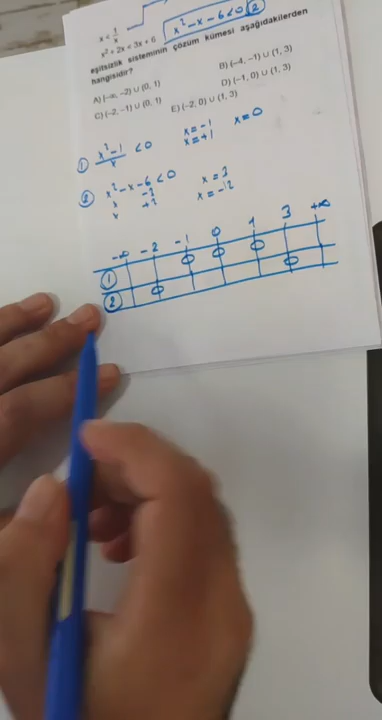 x < 1/x
x² - x - 6 < 0 2
x² + 2x < 3x + 6
eşitsizlik sisteminin çözüm kümesi aşağıdakilerden
hangisidir?
A) (-∞, -2) ∪ (0, 1)
B) (-4, -1) ∪ (1, 3)
C) (-2, -1) ∪ (0, 1)
D) (-1, 0) ∪ (1, 3)
E) (-2, 0) ∪ (1, 3)
1 x² - 1 / x < 0
x = -1 x = 0
x = +1
2 x² - x - 6 < 0 x = 3
x -3
x +2
-∞ -2 -1 0 1 3 +∞
1
2